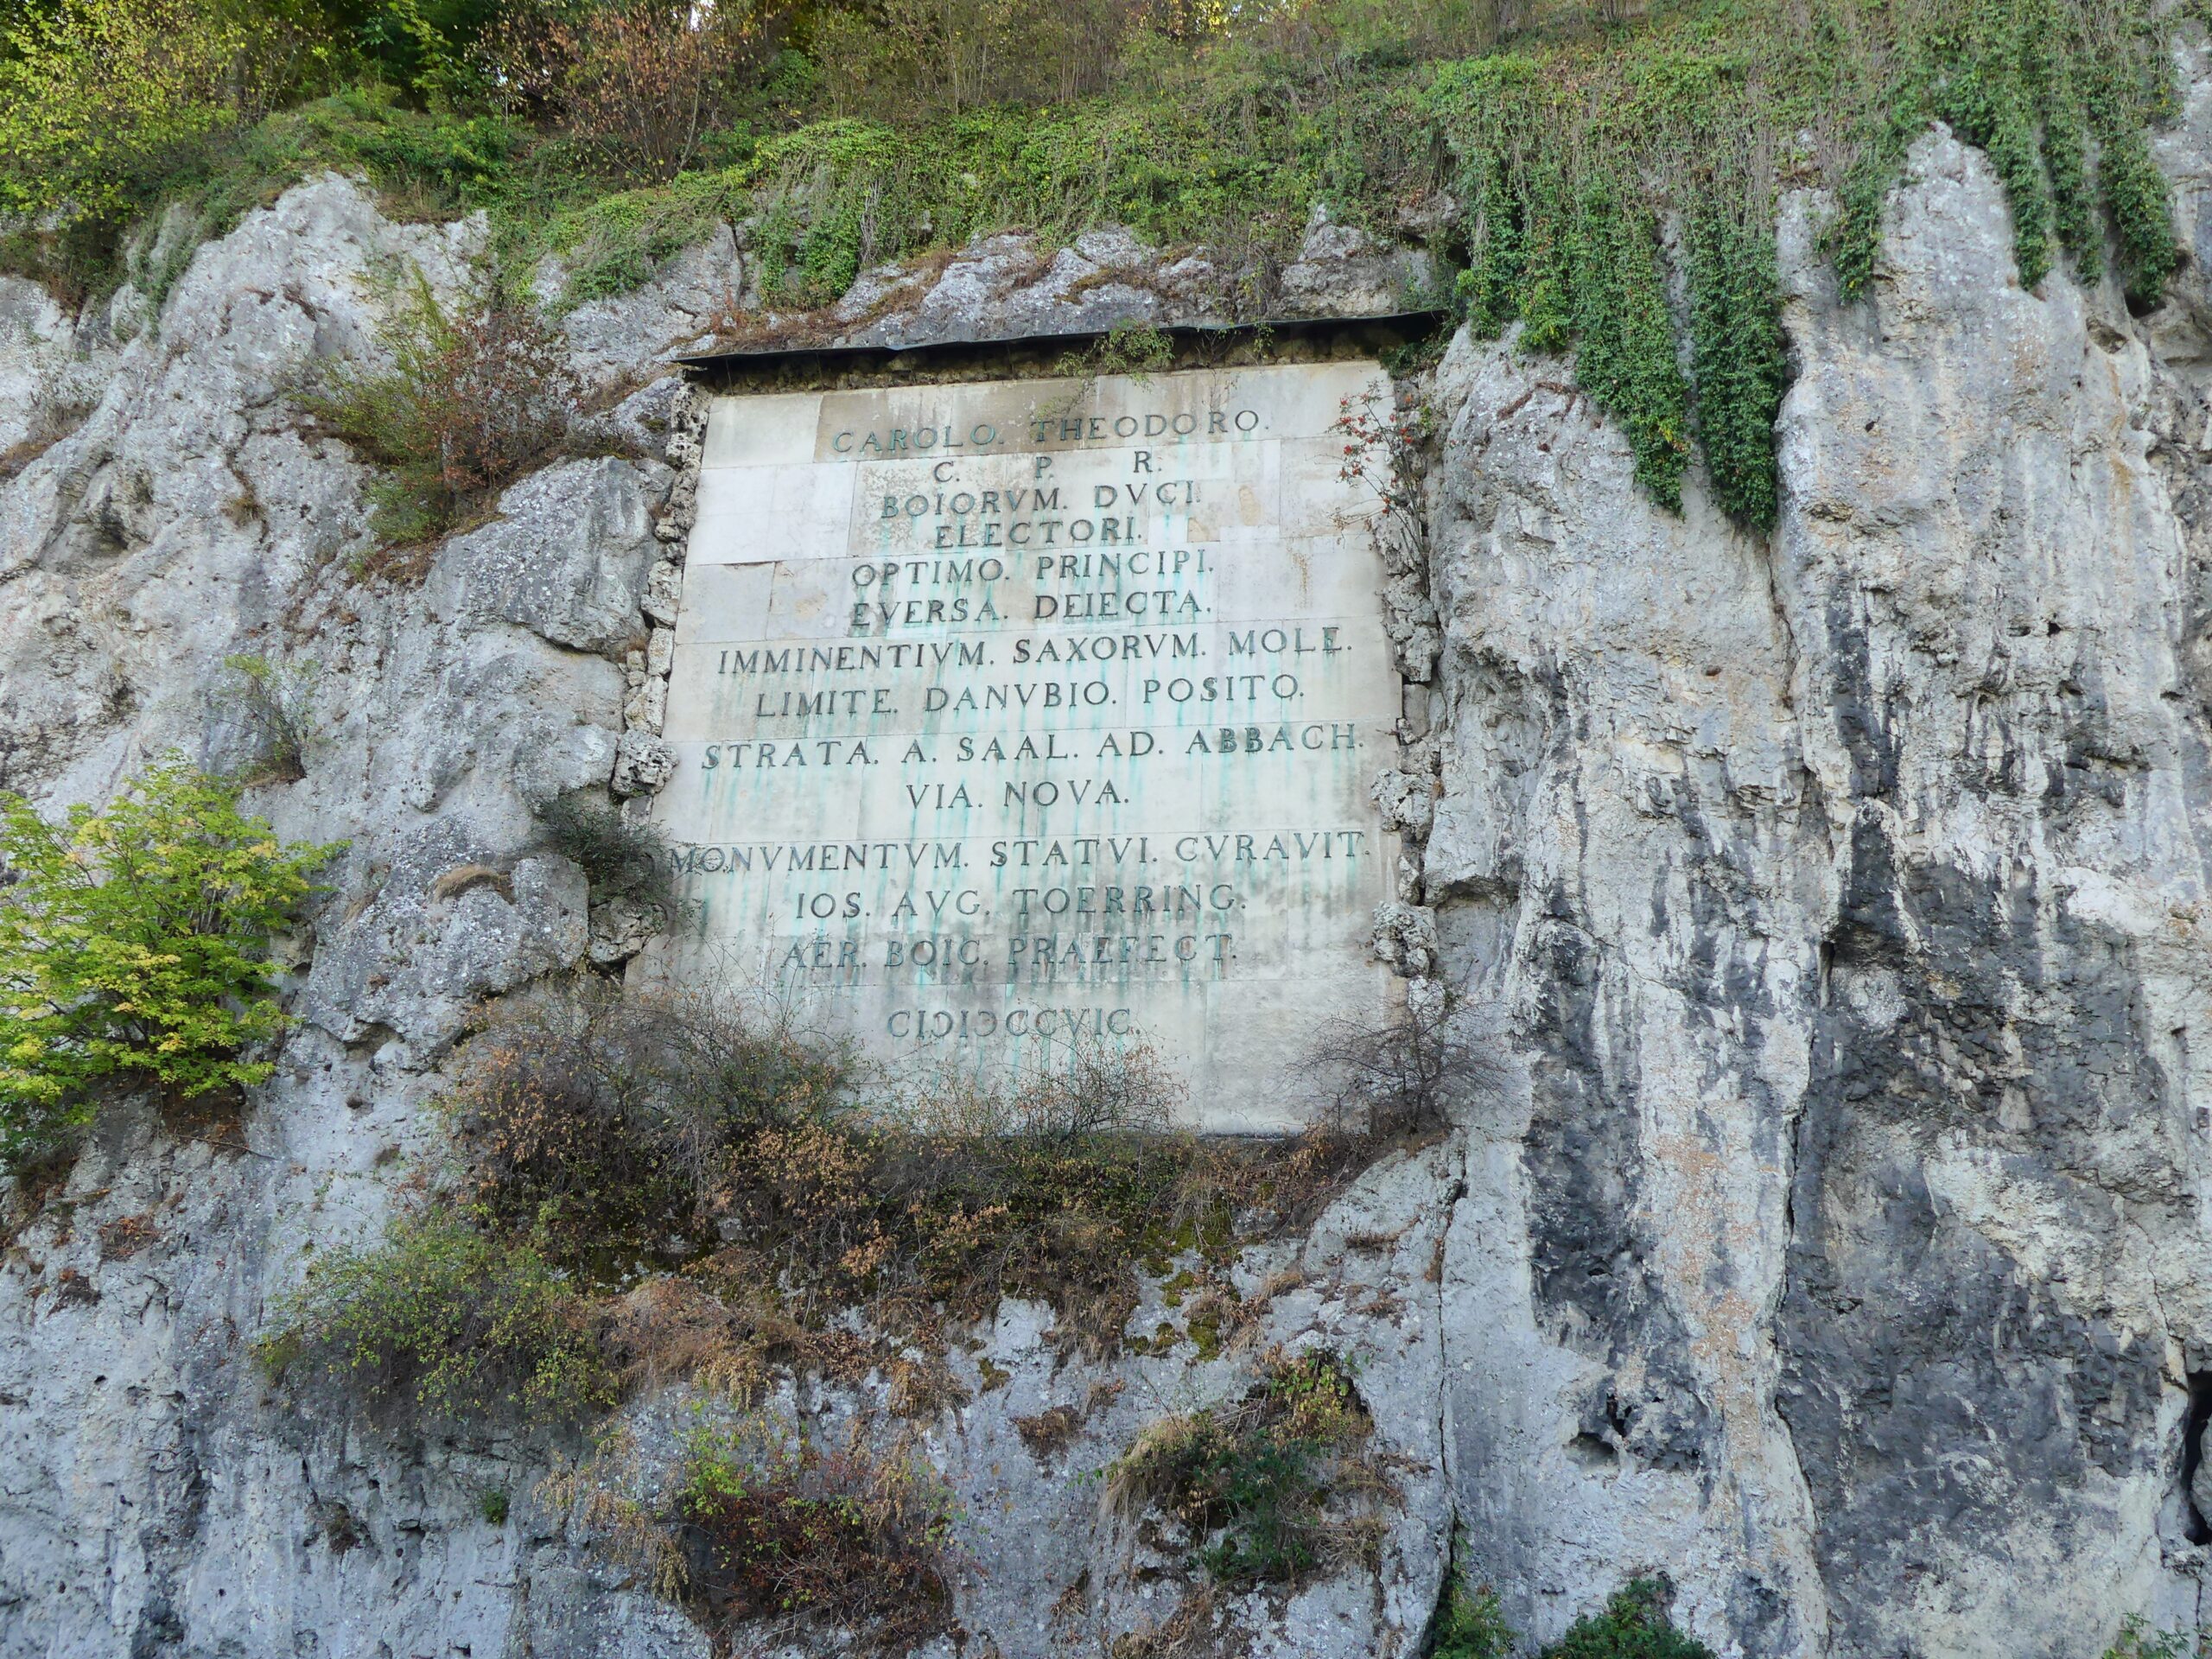 CAROLO. THEODORO.
C. P. R.
BOIORVM. DVCI.
ELECTORI.
OPTIMO. PRINCIPI.
EVERSA. DEIECTA.
IMMINENTIVM. SAXORVM. MOLE.
LIMITE. DANVBIO. POSITO.
STRATA. A. SAAL. AD. ABBACH.
VIA. NOVA.
MONVMENTVM. STATVI. CVRAVIT.
IOS. AVG. TOERRING.
AER. BOIC. PRAEFECT.
CIↃIↃCCVIC.